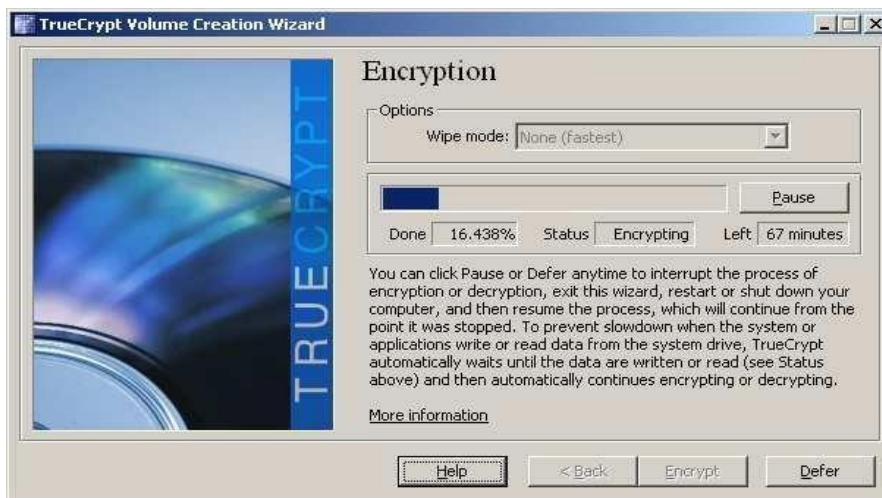 TrueCrypt Volume Creation Wizard
TRUECRYPT
Encryption
Options
Wipe mode: None (fastest)
Pause
Done 16.438% Status Encrypting Left 67 minutes
You can click Pause or Defer anytime to interrupt the process of
encryption or decryption, exit this wizard, restart or shut down your
computer, and then resume the process, which will continue from the
point it was stopped. To prevent slowdown when the system or
applications write or read data from the system drive, TrueCrypt
automatically waits until the data are written or read (see Status
above) and then automatically continues encrypting or decrypting.
More information
Help < Back Encrypt Defer